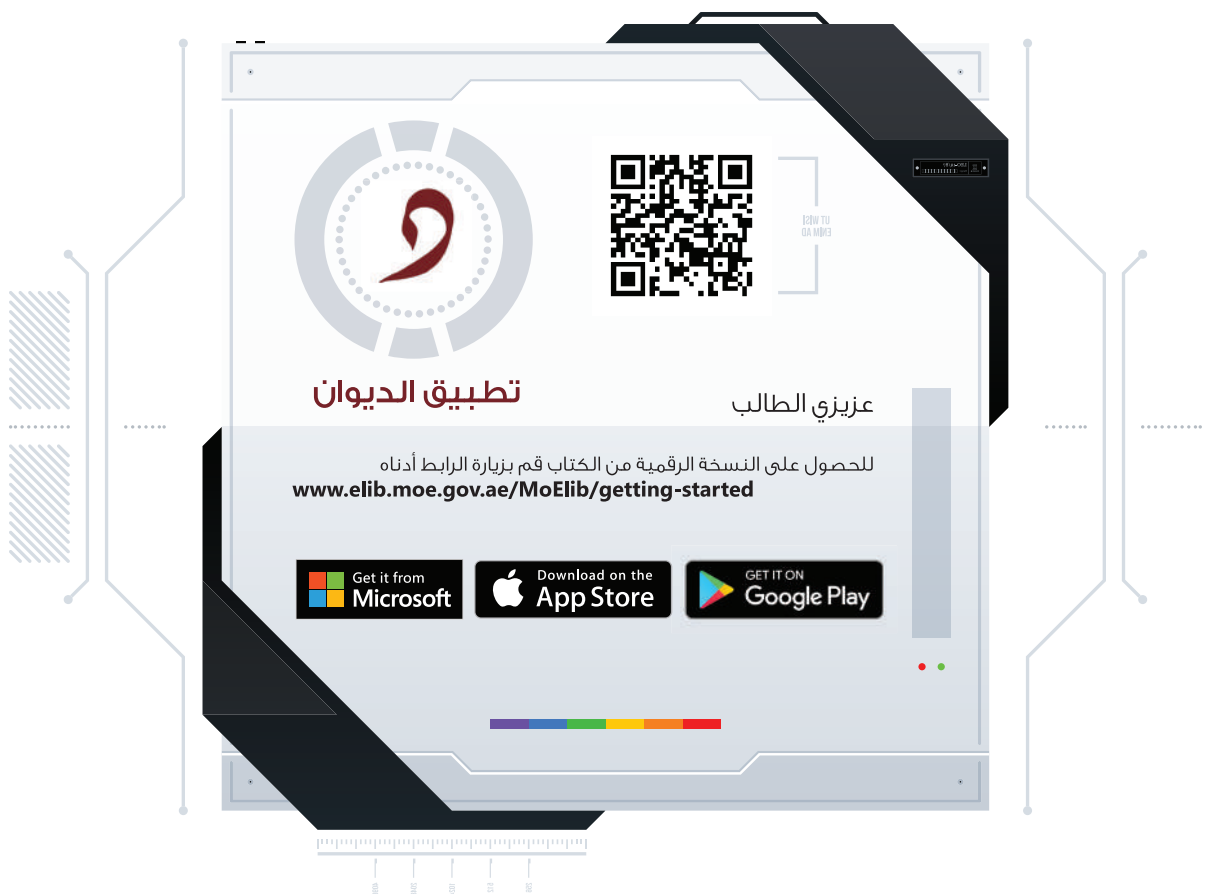 تطبيق الديوان
عزيزي الطالب
للحصول على النسخة الرقمية من الكتاب قم بزيارة الرابط أدناه
www.elib.moe.gov.ae/MoElib/getting-started
Get it from
Microsoft
Download on the
App Store
GET IT ON
Google Play